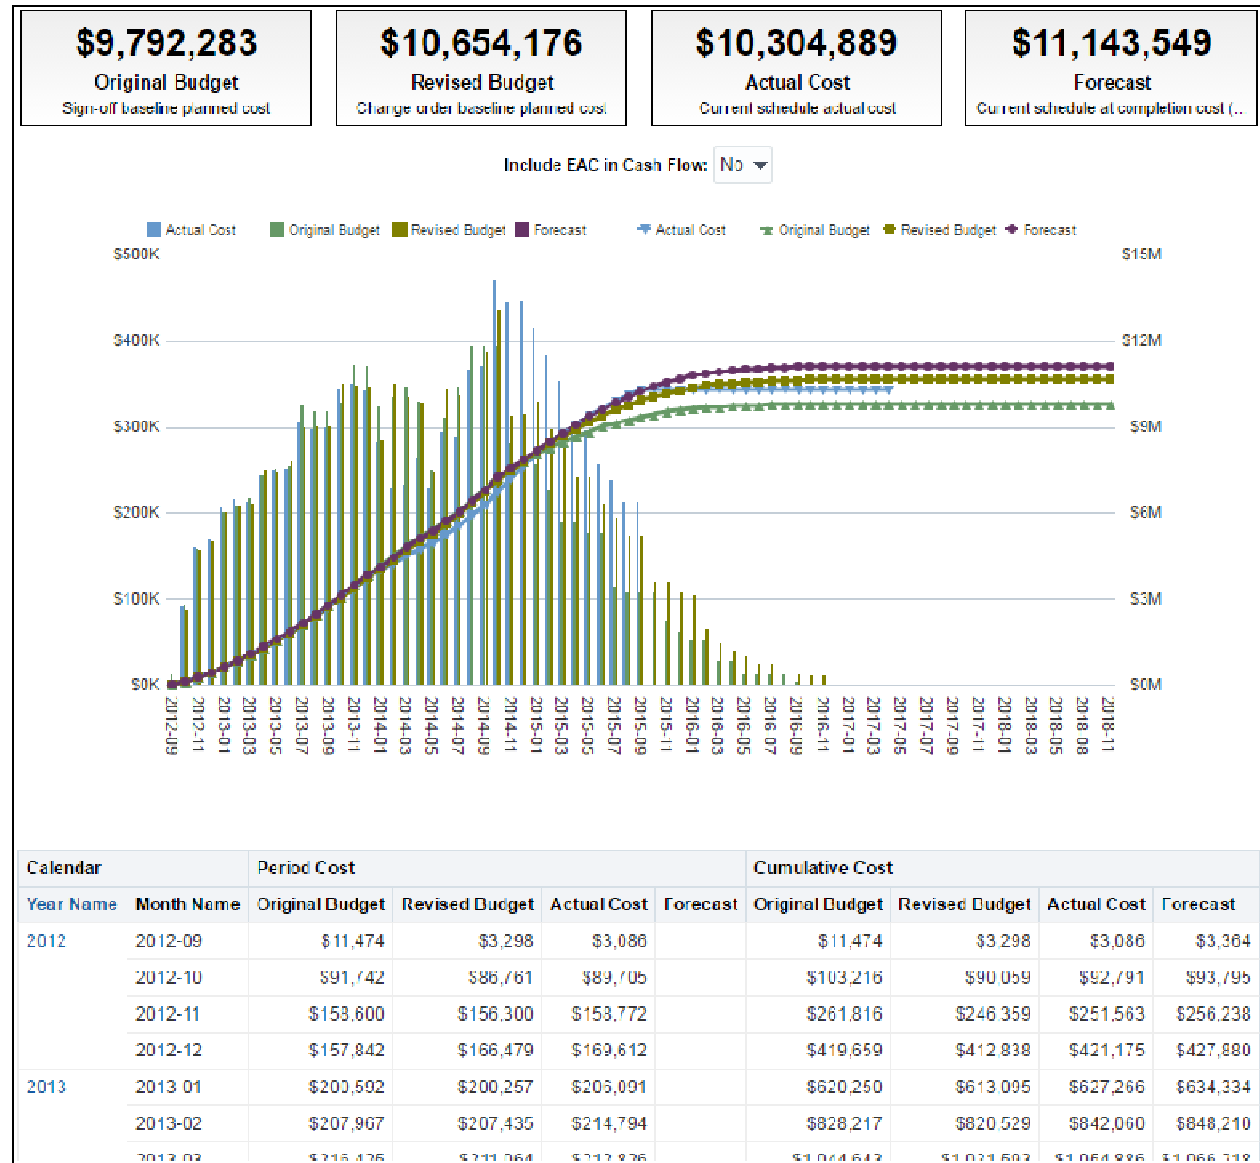 $9,792,283 $10,654,176 $10,304,889 $11,143,549
Original Budget Revised Budget Actual Cost Forecast
Sign-off baseline planned cost Change order baseline planned cost Current schedule actual cost Current schedule at completion cost (...
Include EAC in Cash Flow: No
Actual Cost Original Budget Revised Budget Forecast Actual Cost Original Budget Revised Budget Forecast
$500K $15M
$400K $12M
$300K $9M
$200K $6M
$100K $3M
$0K $0M
2012-09 2012-11 2013-01 2013-03 2013-05 2013-07 2013-09 2013-11 2014-01 2014-03 2014-05 2014-07 2014-09 2014-11 2015-01 2015-03 2015-05 2015-07 2015-09 2015-11 2016-01 2016-03 2016-05 2016-07 2016-09 2016-11 2017-01 2017-03 2017-05 2017-07 2017-09 2017-11 2018-01 2018-03 2018-05 2018-08 2018-11
Calendar Period Cost Cumulative Cost
Year Name Month Name Original Budget Revised Budget Actual Cost Forecast Original Budget Revised Budget Actual Cost Forecast
2012 2012-09 $11,474 $3,298 $3,086 $11,474 $3,298 $3,086 $3,364
2012-10 $91,742 $86,761 $89,705 $103,216 $90,059 $92,791 $93,795
2012-11 $158,600 $156,300 $158,772 $261,816 $246,359 $251,563 $256,238
2012-12 $157,842 $166,479 $169,612 $419,659 $412,838 $421,175 $427,880
2013 2013-01 $200,592 $200,257 $206,091 $620,250 $613,095 $627,266 $634,334
2013-02 $207,967 $207,435 $214,794 $828,217 $820,529 $842,060 $848,210